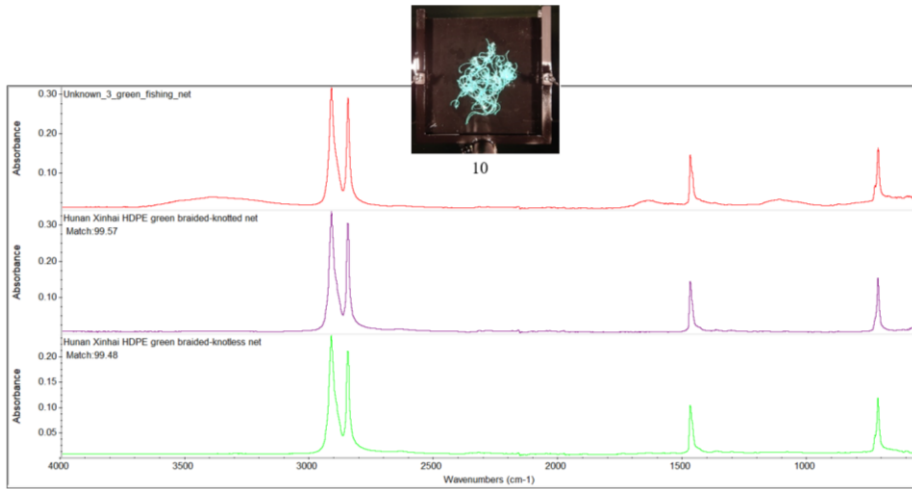 10
Unknown_3_green_fishing_net
0.30
0.20
0.10
Absorbance
Hunan Xinhai HDPE green braided-knotted net
Match:99.57
0.30
0.20
0.10
Absorbance
Hunan Xinhai HDPE green braided-knotless net
Match:99.48
0.20
0.15
0.10
0.05
Absorbance
4000 3500 3000 2500 2000 1500 1000
Wavenumbers (cm-1)